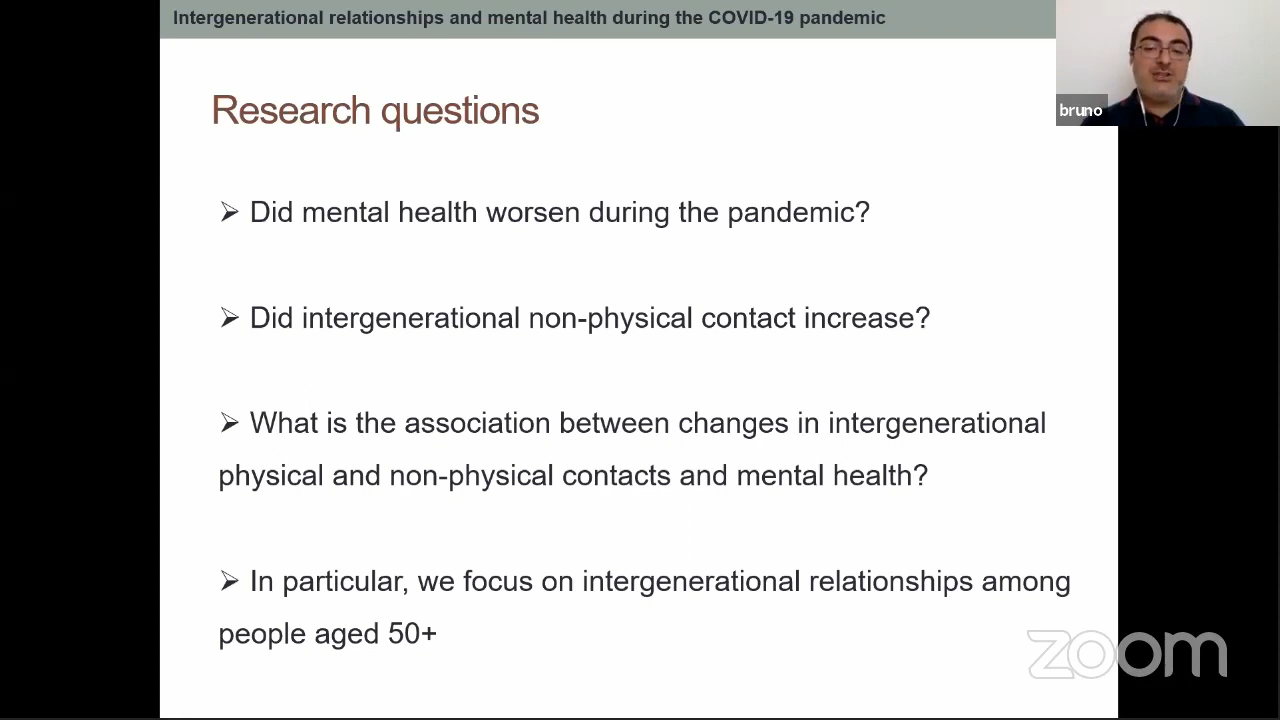 Intergenerational relationships and mental health during the COVID-19 pandemic
bruno
Research questions
➢ Did mental health worsen during the pandemic?
➢ Did intergenerational non-physical contact increase?
➢ What is the association between changes in intergenerational
physical and non-physical contacts and mental health?
➢ In particular, we focus on intergenerational relationships among
people aged 50+
zoom